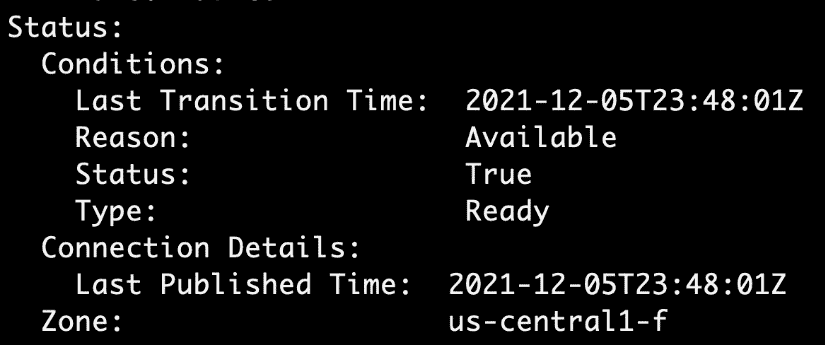 Status:
  Conditions:
    Last Transition Time:  2021-12-05T23:48:01Z
    Reason:                Available
    Status:                True
    Type:                  Ready
  Connection Details:
    Last Published Time:  2021-12-05T23:48:01Z
  Zone:                   us-central1-f